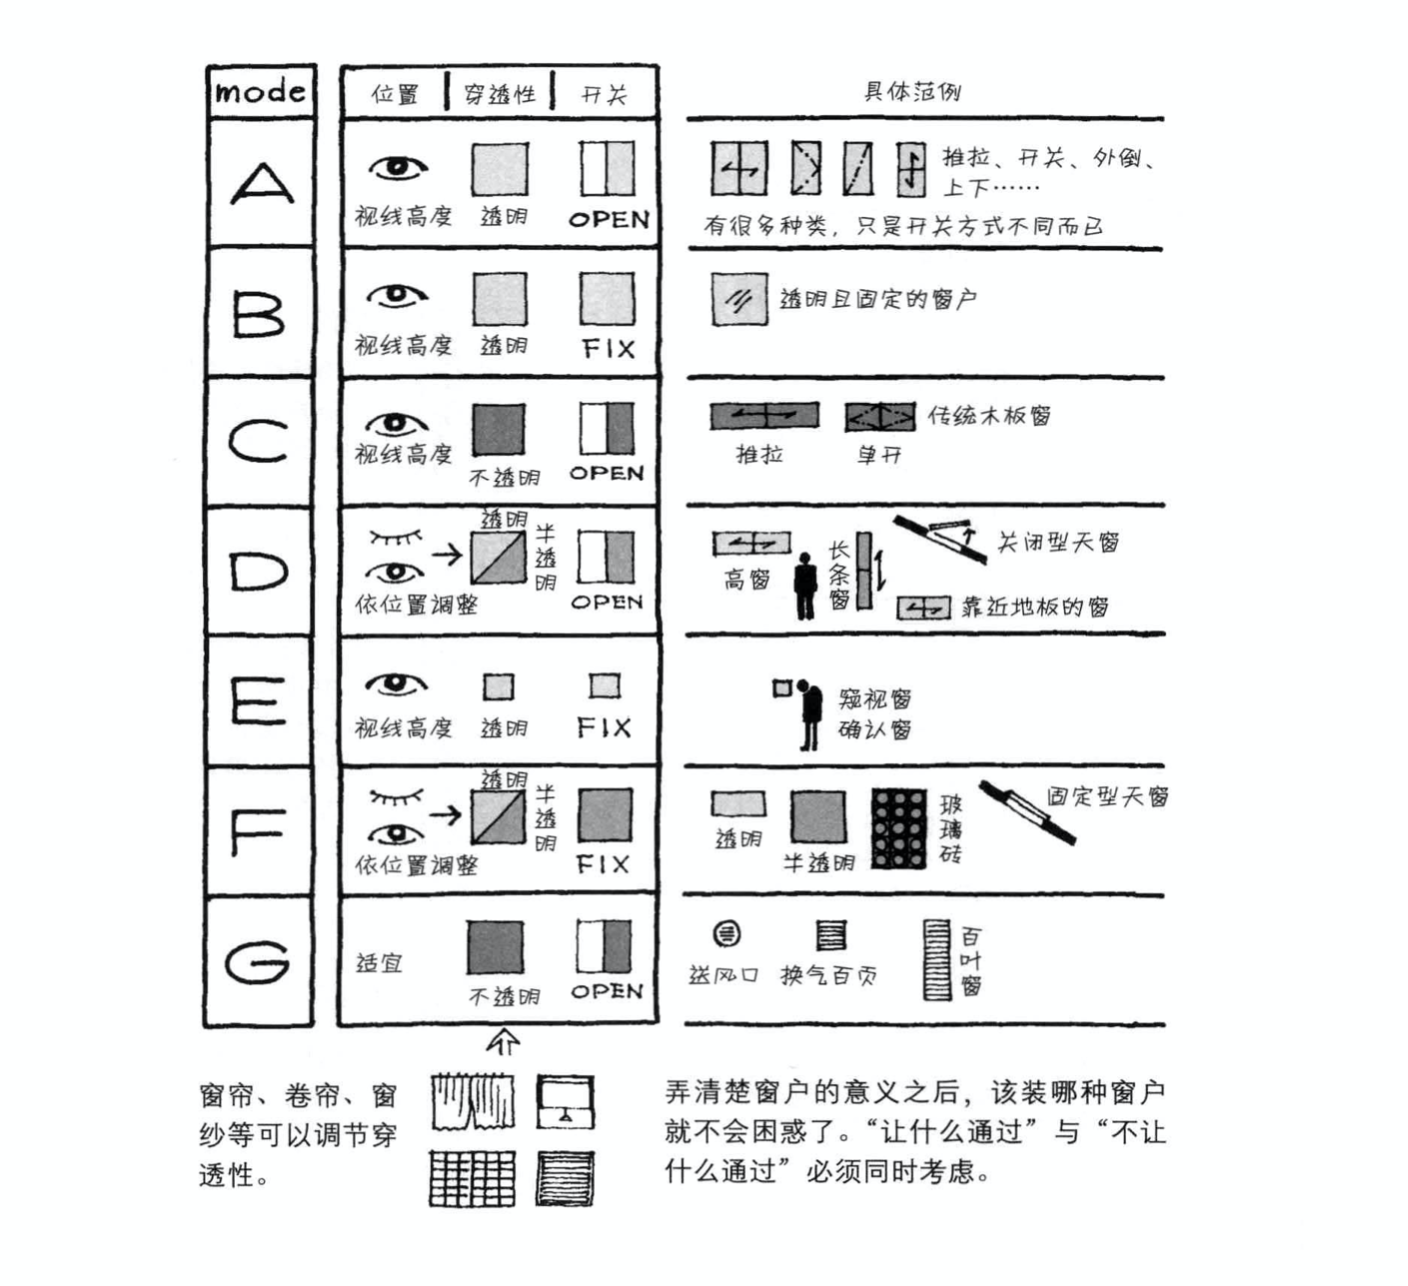 mode
位置 穿透性 开关
具体范例
A
视线高度 透明 OPEN
推拉、开关、外倒、
上下……
有很多种类，只是开关方式不同而已
B
视线高度 透明 FIX
透明且固定的窗户
C
视线高度 不透明 OPEN
推拉 单开
传统木板窗
D
依位置调整
透明
半透明
OPEN
高窗
长条窗
关闭型天窗
靠近地板的窗
E
视线高度 透明 FIX
窥视窗
确认窗
F
依位置调整
透明
半透明
FIX
透明
半透明
玻璃砖
固定型天窗
G
适宜 不透明 OPEN
送风口 换气百页
百叶窗
窗帘、卷帘、窗
纱等可以调节穿
透性。
弄清楚窗户的意义之后，该装哪种窗户
就不会困惑了。“让什么通过”与“不让
什么通过”必须同时考虑。